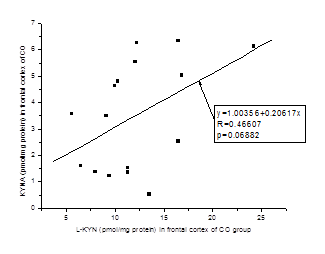 7
6
5
4
3
2
1
0
5
10
15
20
25
KYNA (pmol/mg protein) in frontal cortex of CO
L-KYN (pmol/mg protein) in frontal cortex of CO group
y=1.00356+0.20617x
R=0.46607
p=0.06882